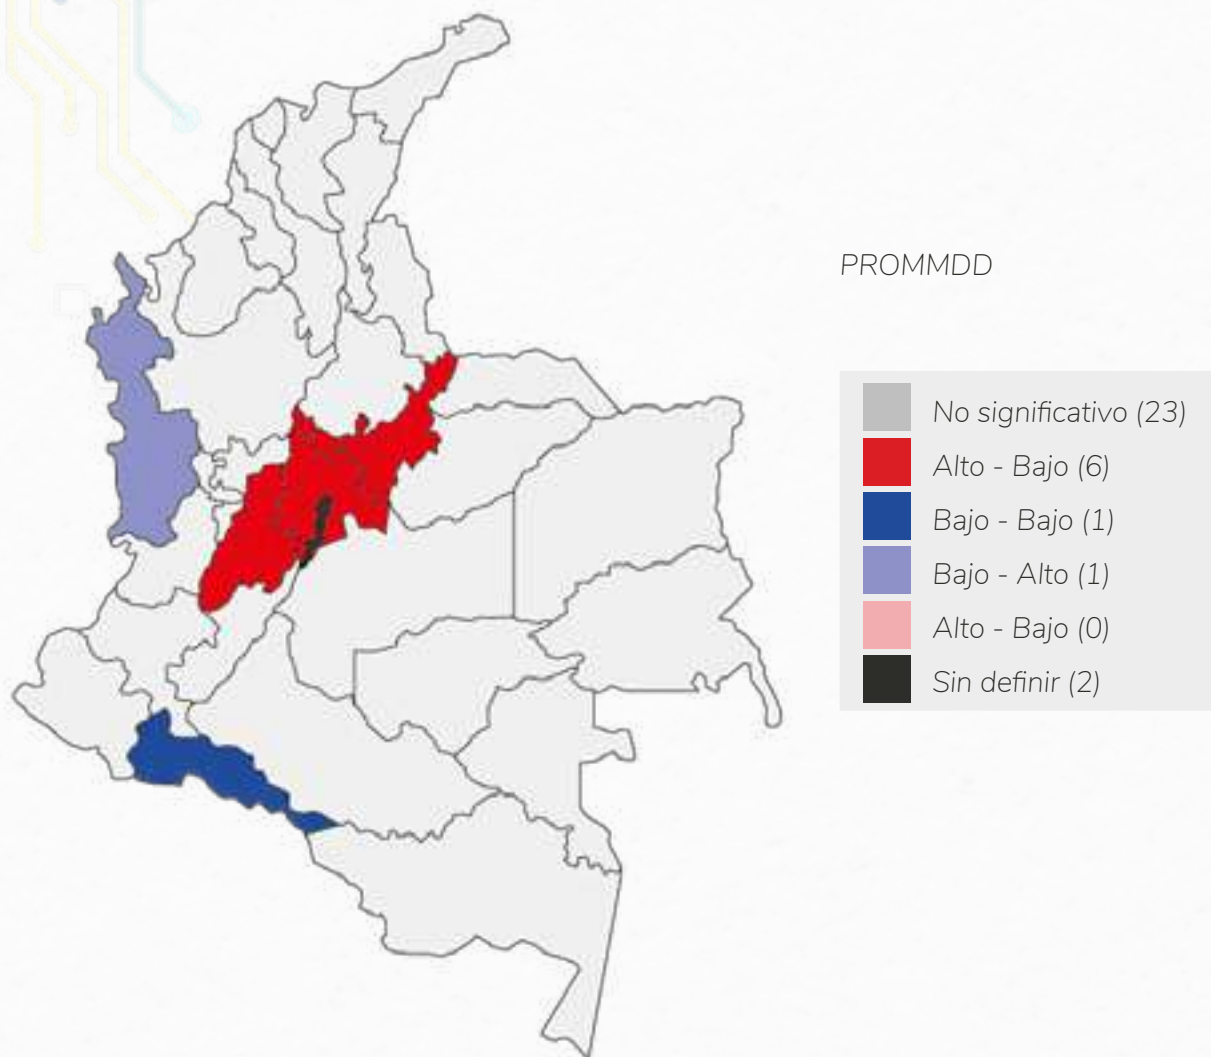 PROMMDD
No significativo (23)
Alto - Bajo (6)
Bajo - Bajo (1)
Bajo - Alto (1)
Alto - Bajo (0)
Sin definir (2)